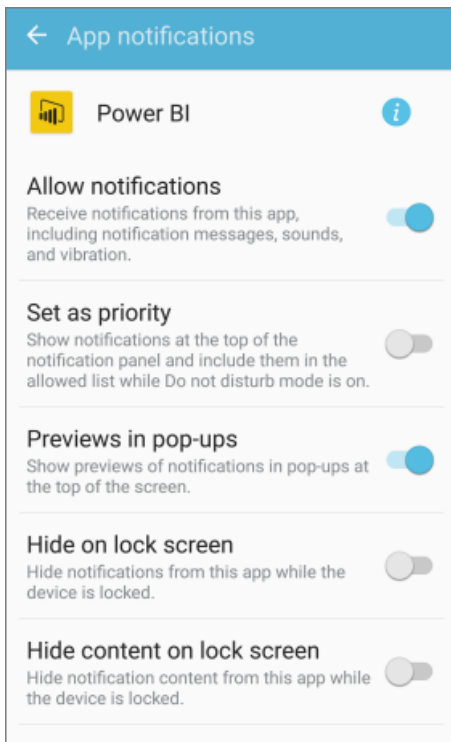 App notifications
Power BI
Allow notifications
Receive notifications from this app,
including notification messages, sounds,
and vibration.
Set as priority
Show notifications at the top of the
notification panel and include them in the
allowed list while Do not disturb mode is on.
Previews in pop-ups
Show previews of notifications in pop-ups at
the top of the screen.
Hide on lock screen
Hide notifications from this app while the
device is locked.
Hide content on lock screen
Hide notification content from this app while
the device is locked.